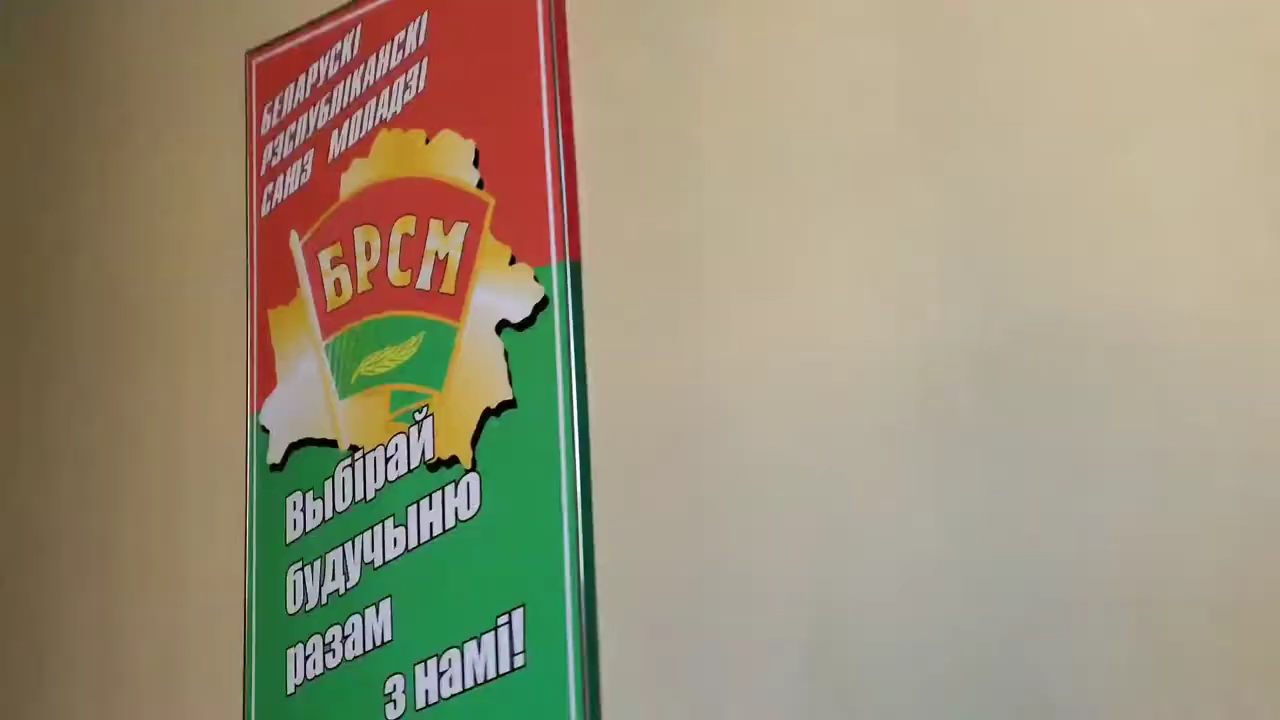 БЕЛАРУСКІ
РЭСПУБЛІКАНСКІ
САЮЗ МОЛАДЗІ
БРСМ
Выбірай
будучыню
разам
з намі!